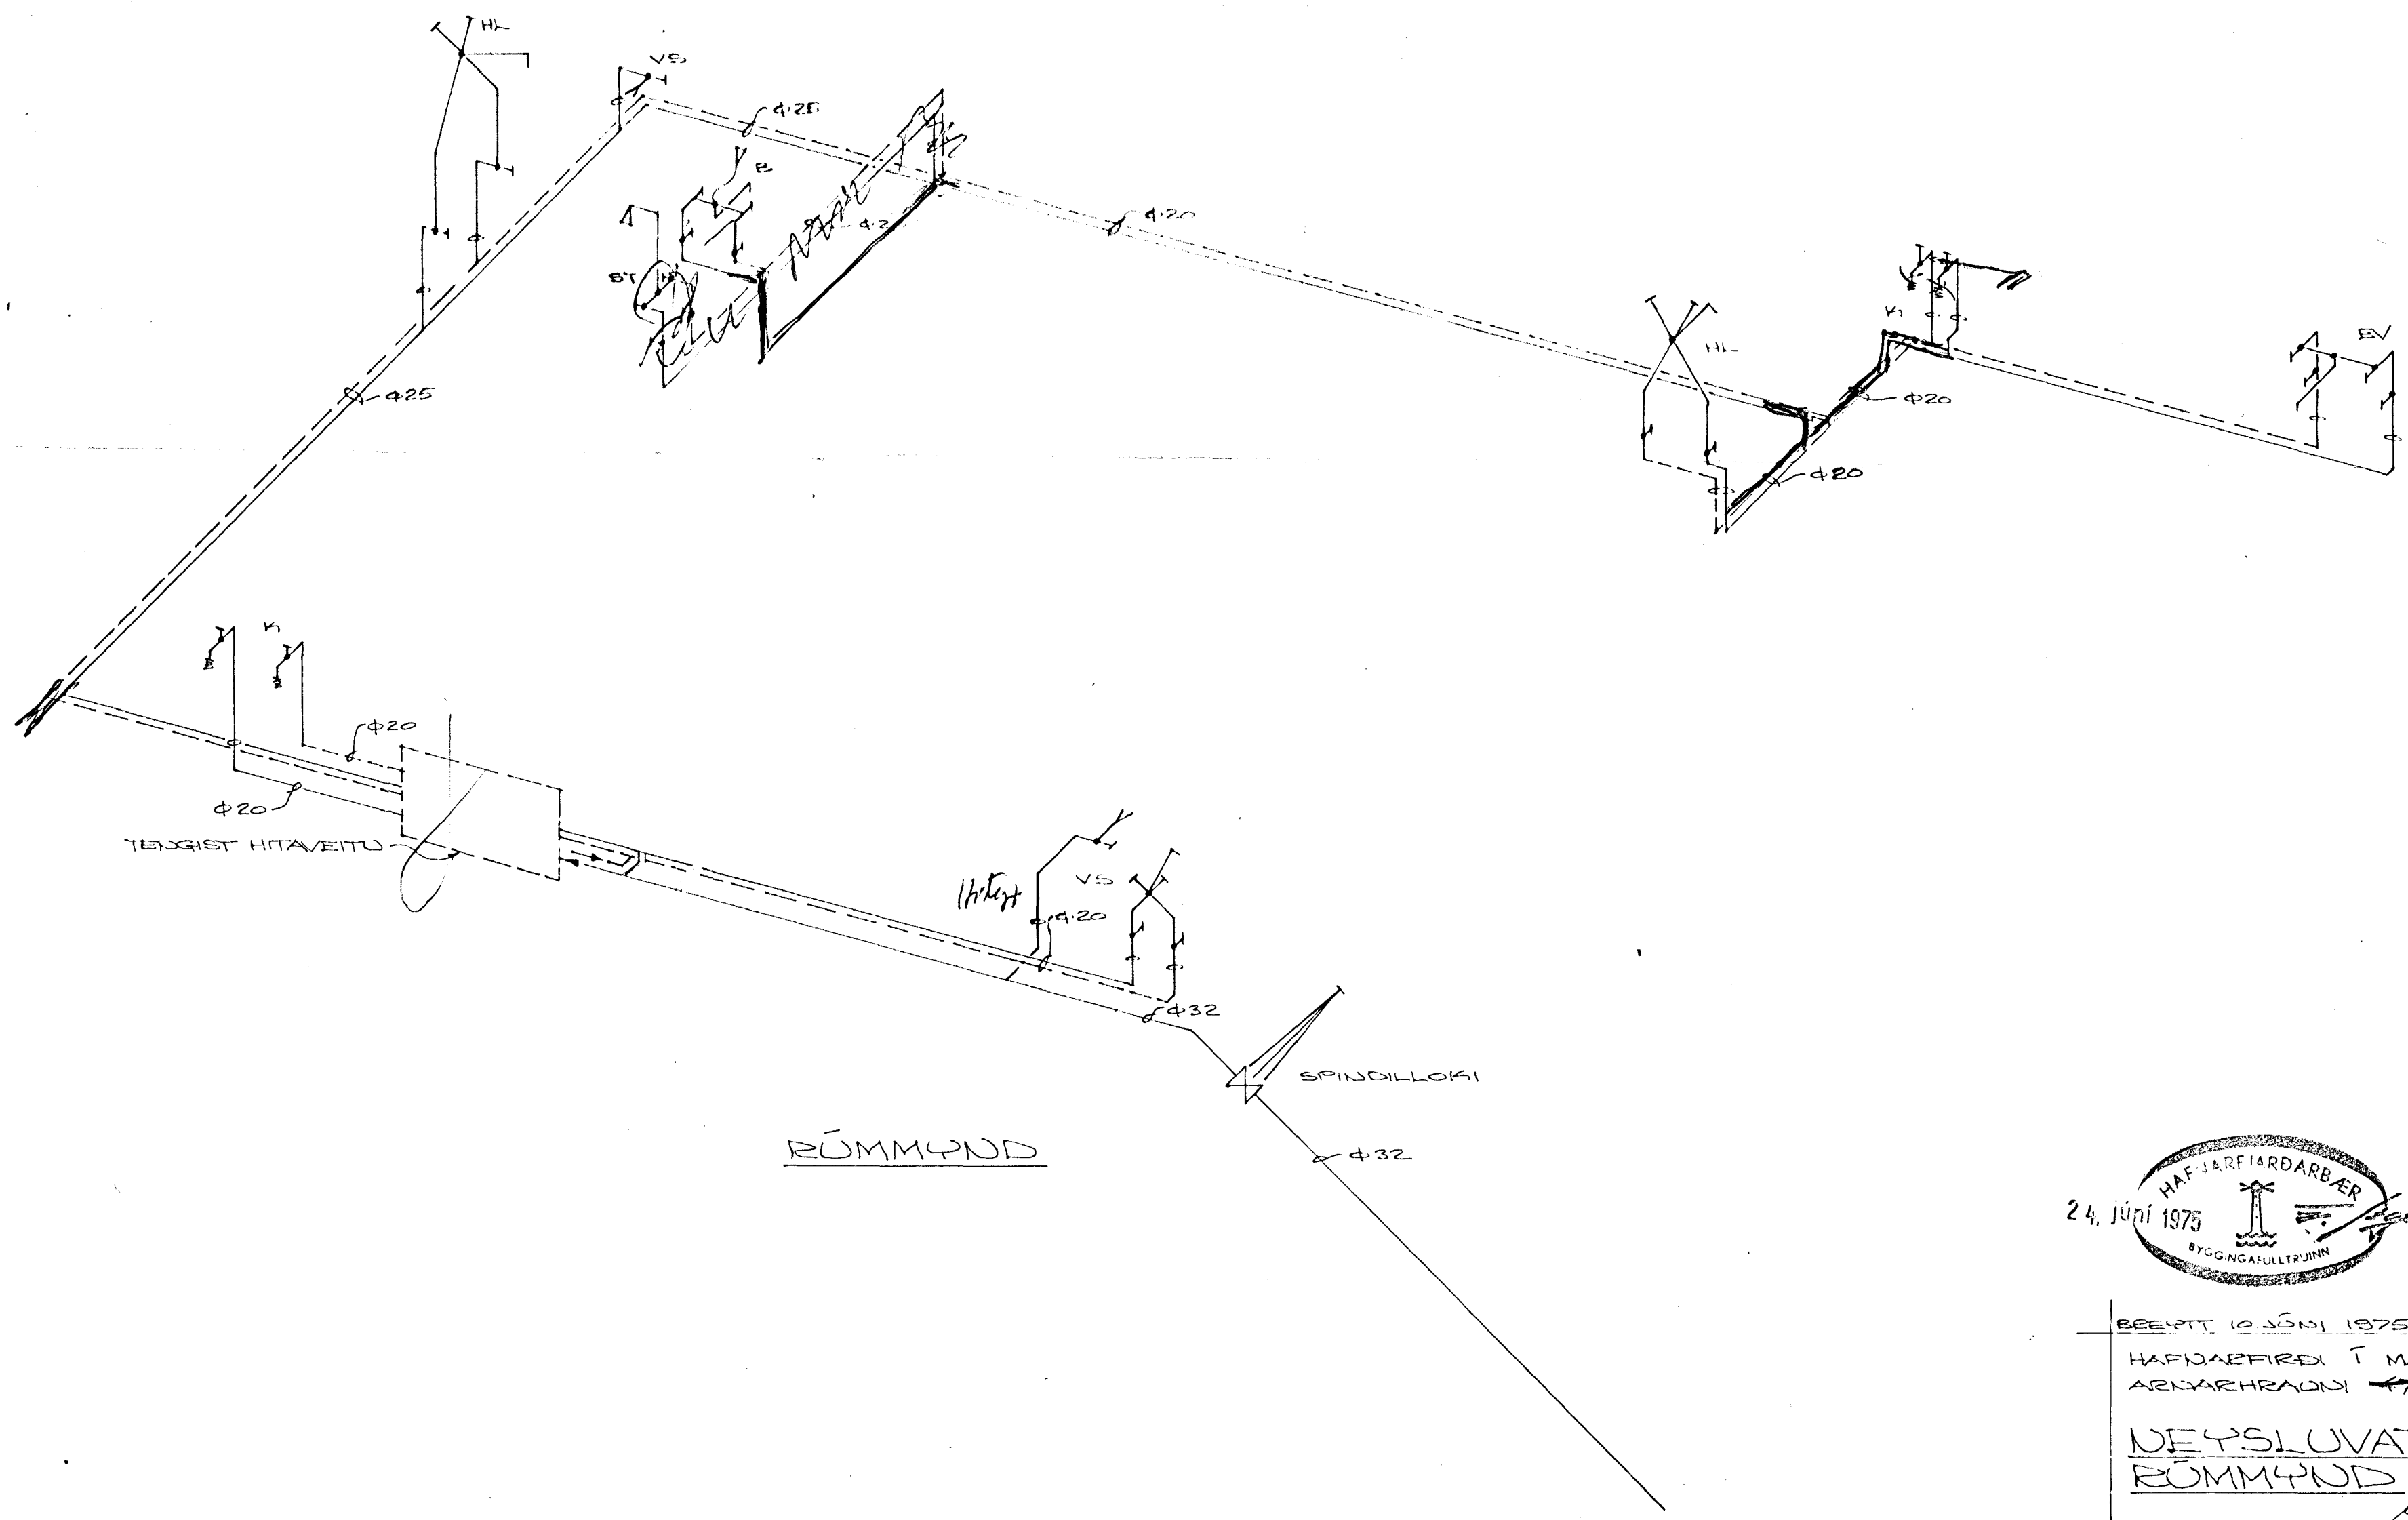 HL
VS
Φ25
B
ST
Φ20
Φ25
HL
K
EV
Φ20
Φ20
K
Φ20
Φ20
TENGIST HITAVEITU
VS
Φ20
Φ32
SPINDILLOKI
Φ32
RÚMMYND
HAFNARFJARÐARBÆR
24. júní 1975
BYGGINGAFULLTRÚINN
BREYTT 10. JÚNÍ 1975
HAFNARFIRÐI Í M
ARNARHRAUNI
NEYSLUVAT
RÚMMYND